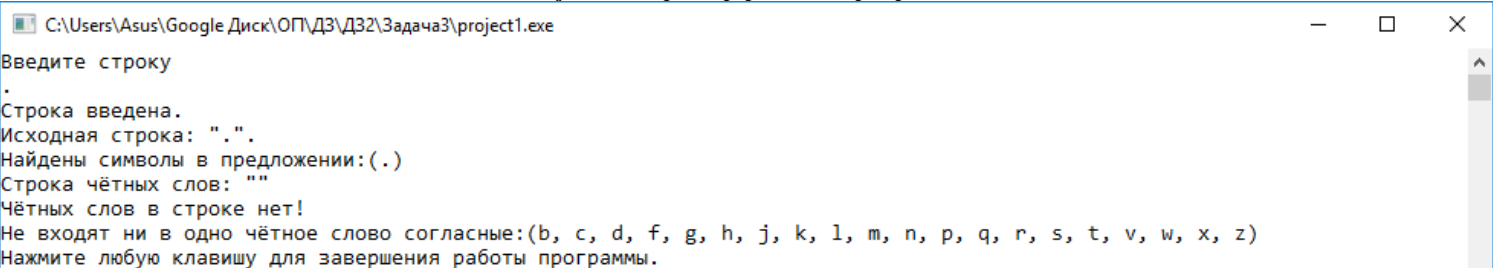 C:\Users\Asus\Google Диск\ОП\ДЗ\ДЗ2\Задача3\project1.exe
Введите строку
.
Строка введена.
Исходная строка: ".".
Найдены символы в предложении:(.)
Строка чётных слов: ""
Чётных слов в строке нет!
Не входят ни в одно чётное слово согласные:(b, c, d, f, g, h, j, k, l, m, n, p, q, r, s, t, v, w, x, z)
Нажмите любую клавишу для завершения работы программы.